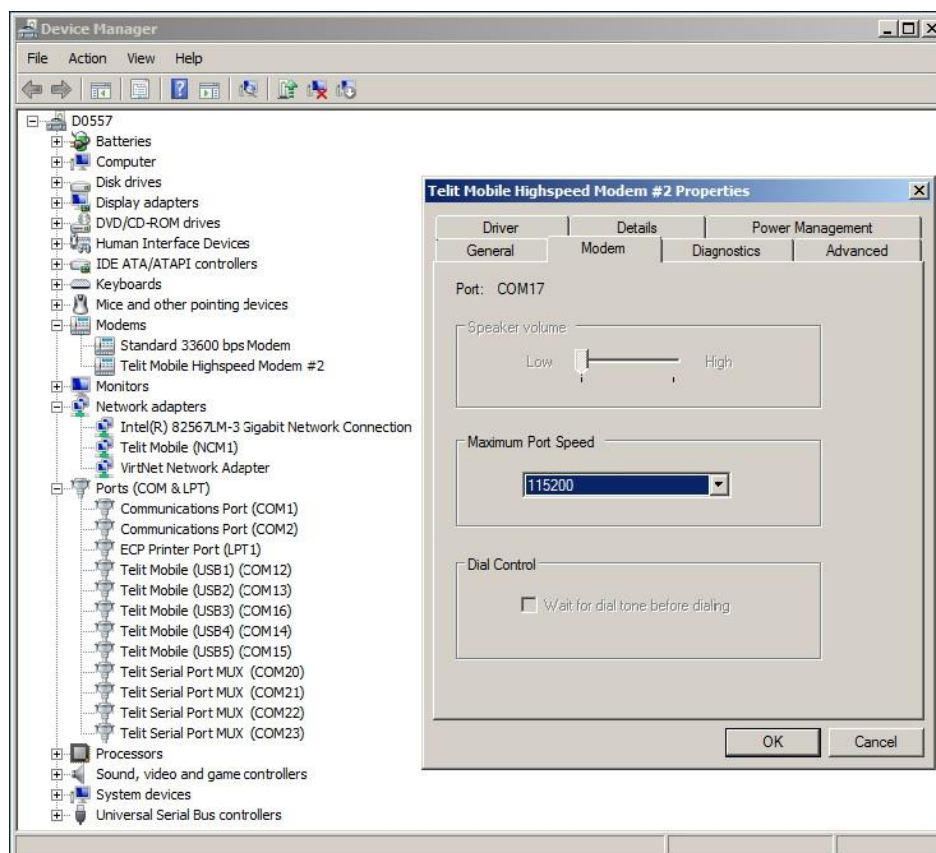 Device Manager
File Action View Help
D0557
Batteries
Computer
Disk drives
Display adapters
DVD/CD-ROM drives
Human Interface Devices
IDE ATA/ATAPI controllers
Keyboards
Mice and other pointing devices
Modems
Standard 33600 bps Modem
Telit Mobile Highspeed Modem #2
Monitors
Network adapters
Intel(R) 82567LM-3 Gigabit Network Connection
Telit Mobile (NCM1)
VirtNet Network Adapter
Ports (COM & LPT)
Communications Port (COM1)
Communications Port (COM2)
ECP Printer Port (LPT1)
Telit Mobile (USB1) (COM12)
Telit Mobile (USB2) (COM13)
Telit Mobile (USB3) (COM16)
Telit Mobile (USB4) (COM14)
Telit Mobile (USB5) (COM15)
Telit Serial Port MUX (COM20)
Telit Serial Port MUX (COM21)
Telit Serial Port MUX (COM22)
Telit Serial Port MUX (COM23)
Processors
Sound, video and game controllers
System devices
Universal Serial Bus controllers
Telit Mobile Highspeed Modem #2 Properties
Driver Details Power Management
General Modem Diagnostics Advanced
Port: COM17
Speaker volume
Low High
Maximum Port Speed
115200
Dial Control
Wait for dial tone before dialing
OK Cancel